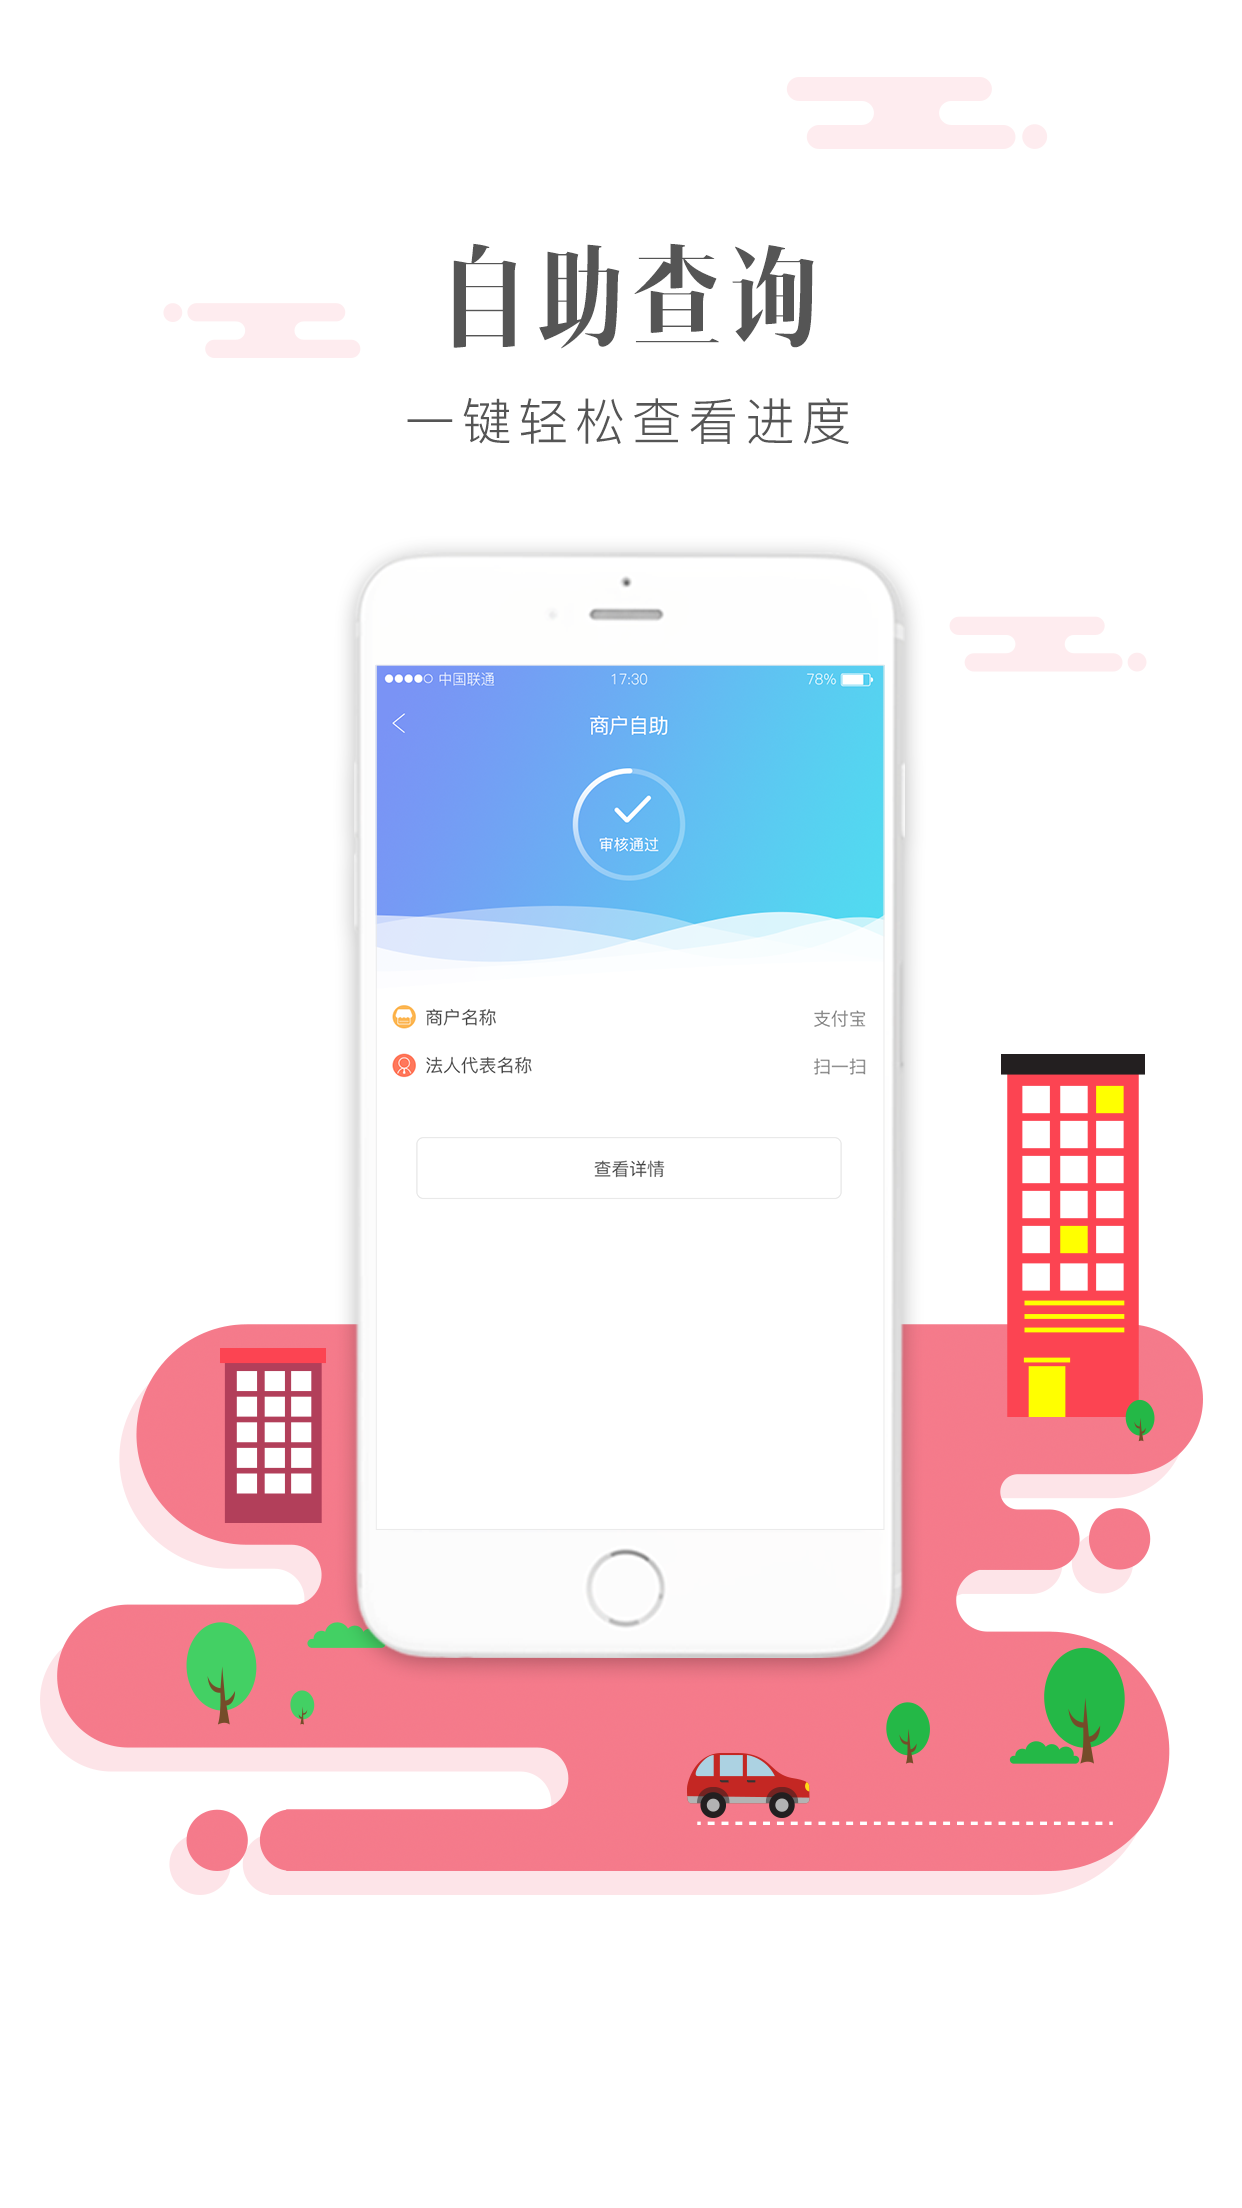 自助查询
一键轻松查看进度
中国联通 17:30 78%
商户自助
审核通过
商户名称 支付宝
法人代表名称 扫一扫
查看详情